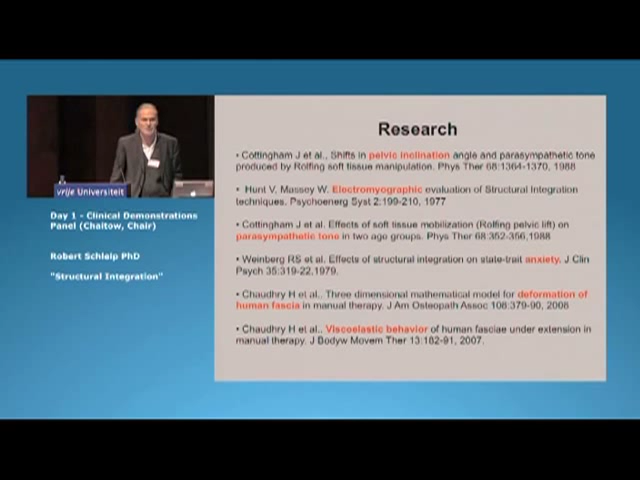 Research
• Cottingham J et al., Shifts in pelvic inclination angle and parasympathetic tone
produced by Rolfing soft tissue manipulation. Phys Ther 68:1364-1370, 1988
• Hunt V, Massey W. Electromyographic evaluation of Structural Integration
techniques. Psychoenerg Syst 2:199-210, 1977
• Cottingham J et al. Effects of soft tissue mobilization (Rolfing pelvic lift) on
parasympathetic tone in two age groups. Phys Ther 68:352-356,1988
• Weinberg RS et al. Effects of structural integration on state-trait anxiety. J Clin
Psych 35:319-22,1979.
• Chaudhry H et al.. Three dimensional mathematical model for deformation of
human fascia in manual therapy. J Am Osteopath Assoc 108:379-90, 2008
• Chaudhry H et al.. Viscoelastic behavior of human fasciae under extension in
manual therapy. J Bodyw Movem Ther 13:182-91, 2007.
vrije Universiteit
Day 1 - Clinical Demonstrations
Panel (Chaitow, Chair)
Robert Schleip PhD
"Structural Integration"